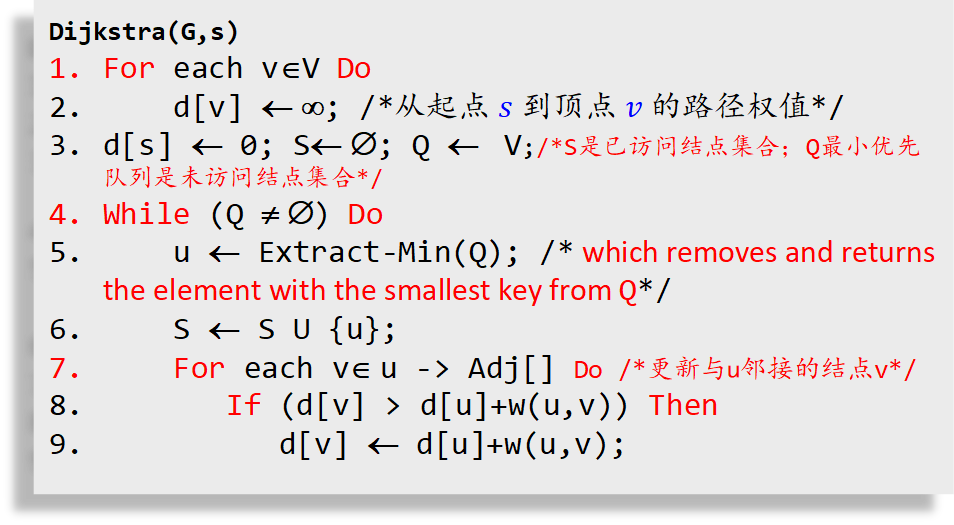 Dijkstra(G,s)
1. For each v∈V Do
2. d[v] ←∞; /*从起点 s 到顶点 v 的路径权值*/
3. d[s] ← 0; S←∅; Q ← V;/*S是已访问结点集合；Q最小优先
队列是未访问结点集合*/
4. While (Q ≠∅) Do
5. u ← Extract-Min(Q); /* which removes and returns
the element with the smallest key from Q*/
6. S ← S U {u};
7. For each v∈u -> Adj[] Do /*更新与u邻接的结点v*/
8. If (d[v] > d[u]+w(u,v)) Then
9. d[v] ← d[u]+w(u,v);